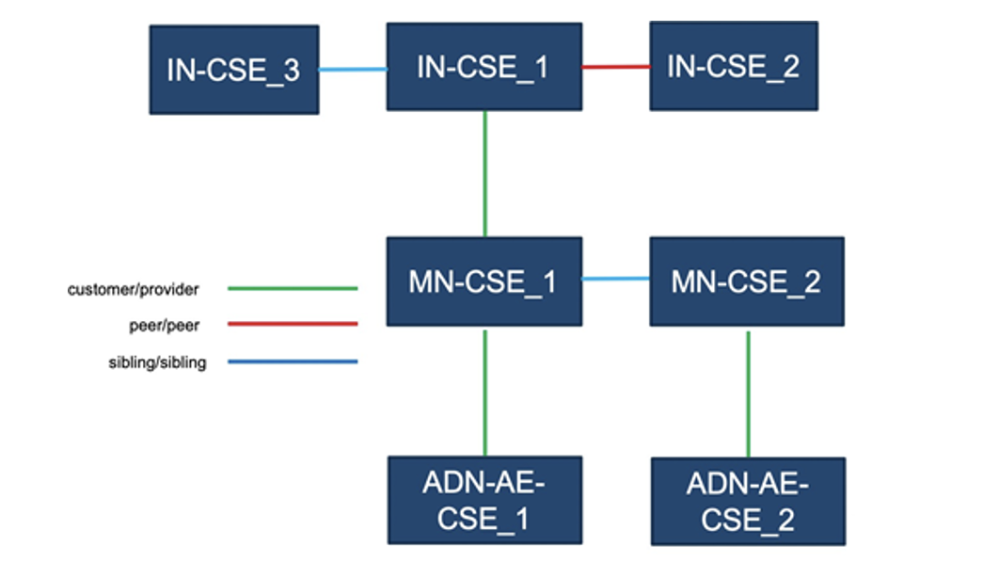 IN-CSE_3
IN-CSE_1
IN-CSE_2
MN-CSE_1
MN-CSE_2
customer/provider
peer/peer
sibling/sibling
ADN-AE-
CSE_1
ADN-AE-
CSE_2